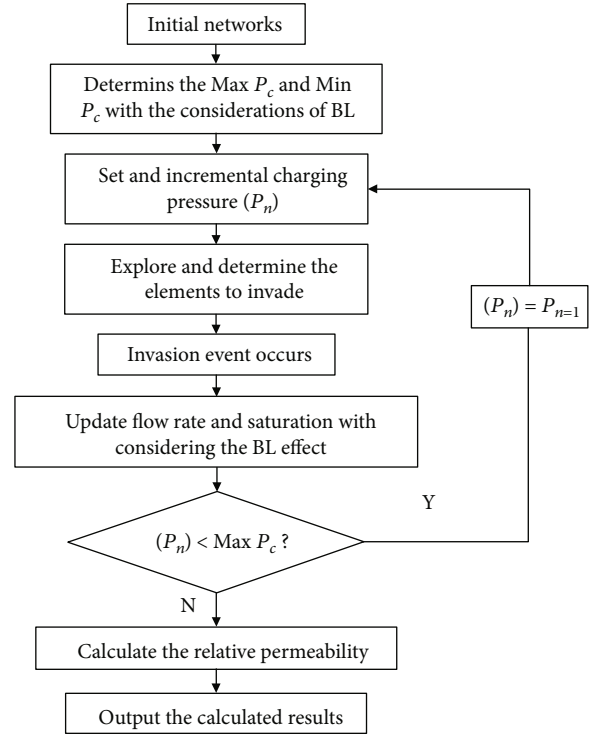 Initial networks
Determins the Max P_c and Min
P_c with the considerations of BL
Set and incremental charging
pressure (P_n)
Explore and determine the
elements to invade
(P_n) = P_{n=1}
Invasion event occurs
Update flow rate and saturation with
considering the BL effect
Y
(P_n) < Max P_c ?
N
Calculate the relative permeability
Output the calculated results